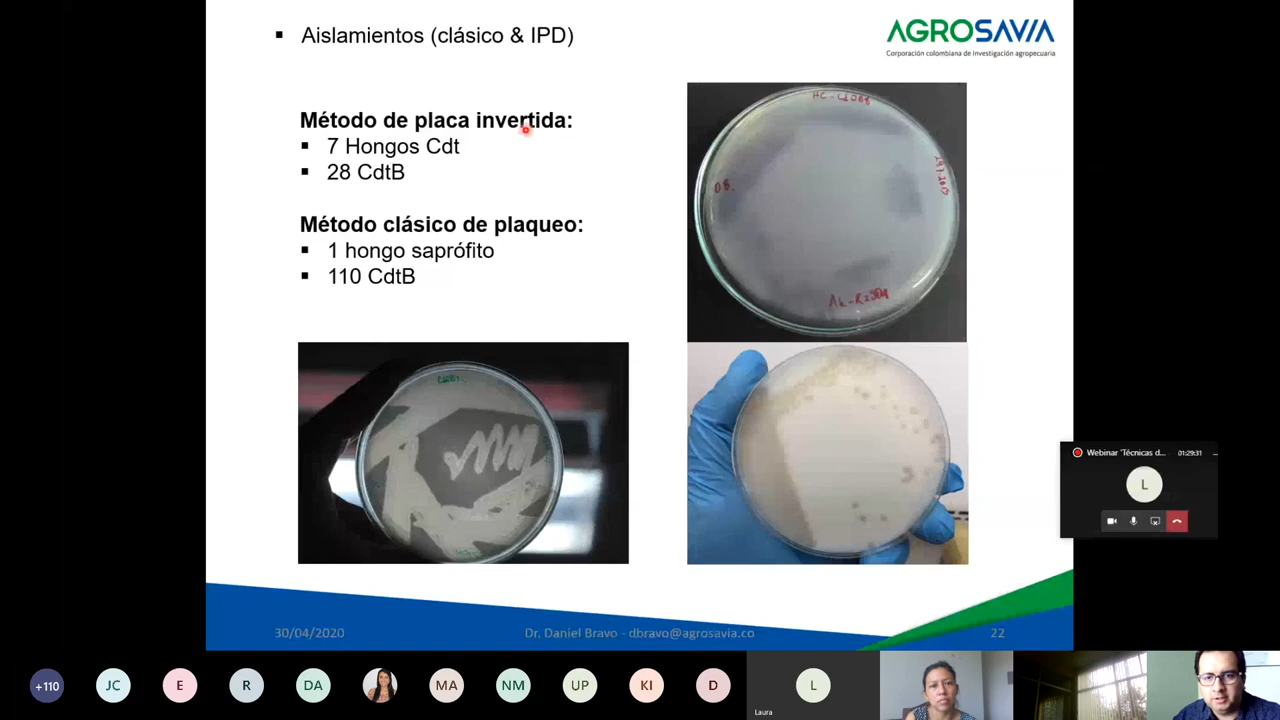 ▪ Aislamientos (clásico & IPD)
AGROSAVIA
Corporación colombiana de investigación agropecuaria
Método de placa invertida:
▪ 7 Hongos Cdt
▪ 28 CdtB
Método clásico de plaqueo:
▪ 1 hongo saprófito
▪ 110 CdtB
08.
Webinar 'Técnicas d...
01:29:31
L
30/04/2020
Dr. Daniel Bravo - dbravo@agrosavia.co
22
+110
JC
E
R
DA
MA
NM
UP
KI
D
L
Laura